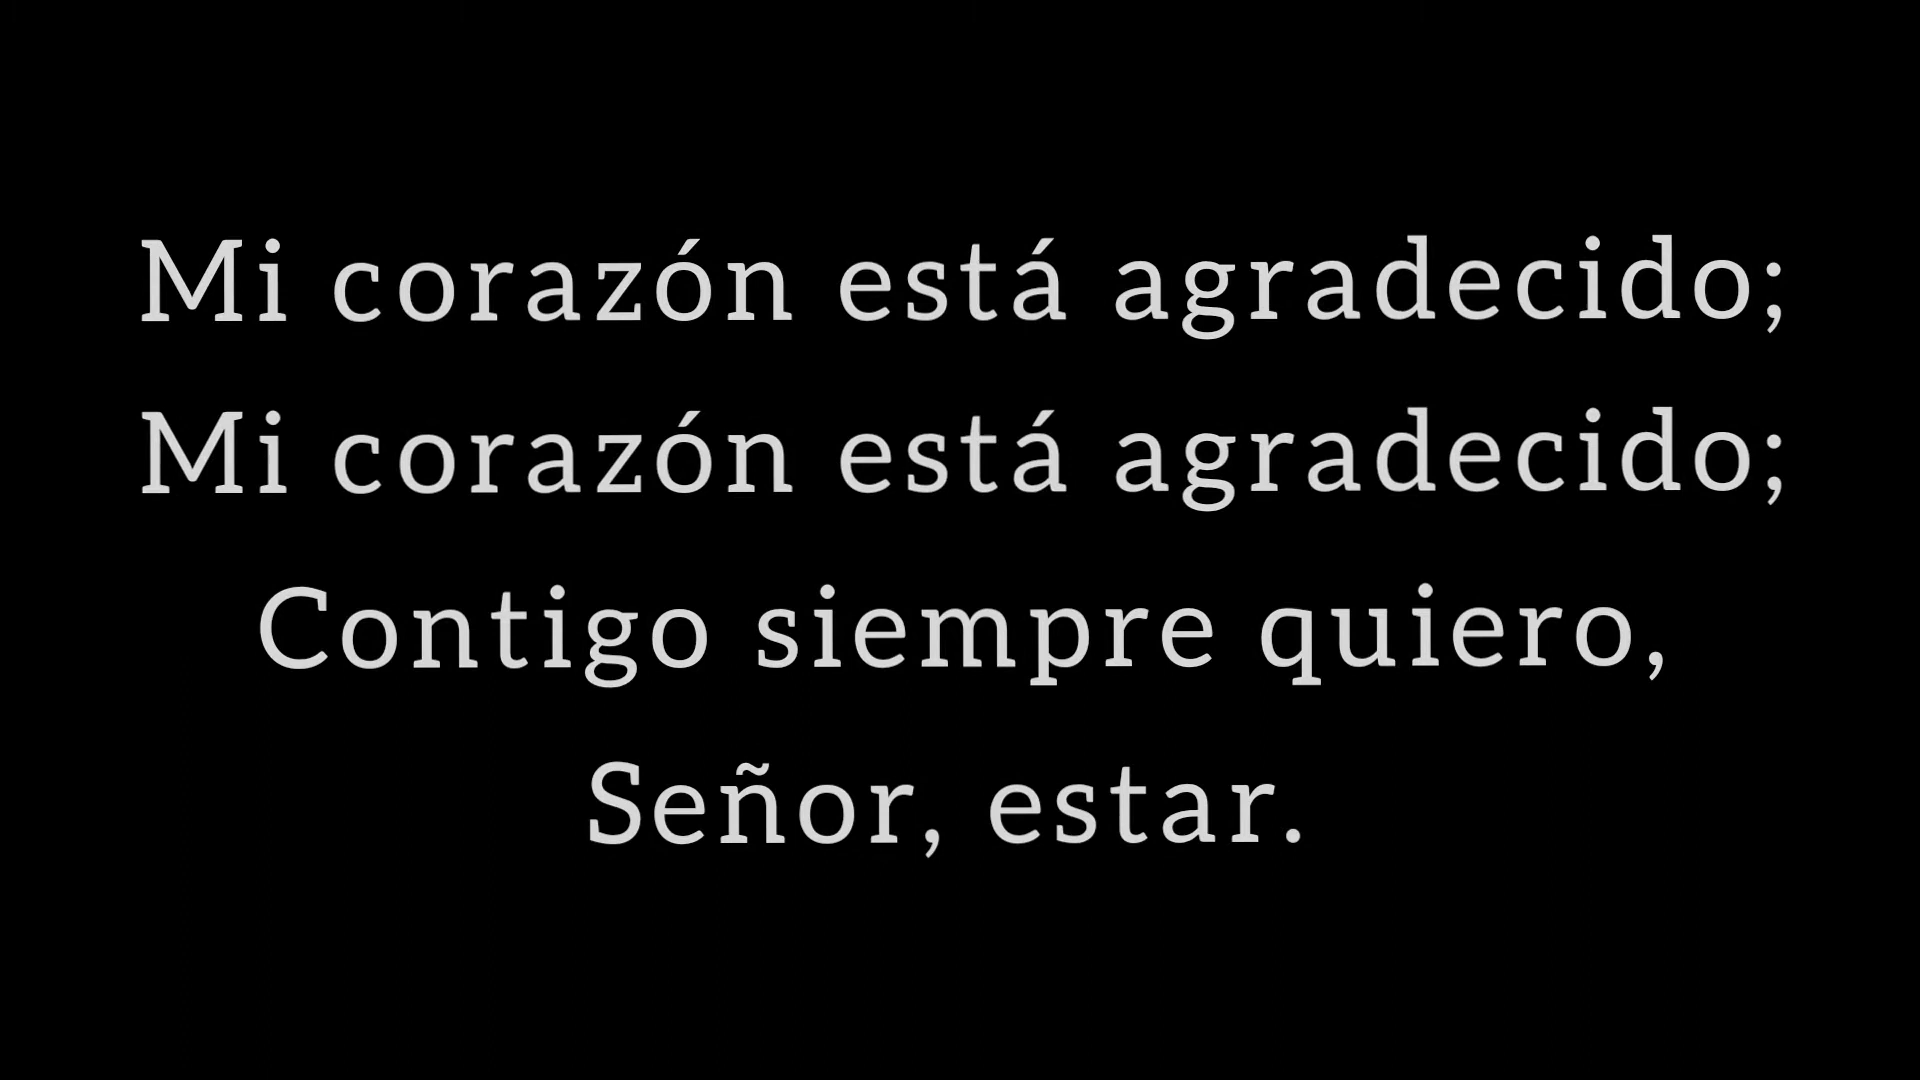 Mi corazón está agradecido;
Mi corazón está agradecido;
Contigo siempre quiero,
Señor, estar.